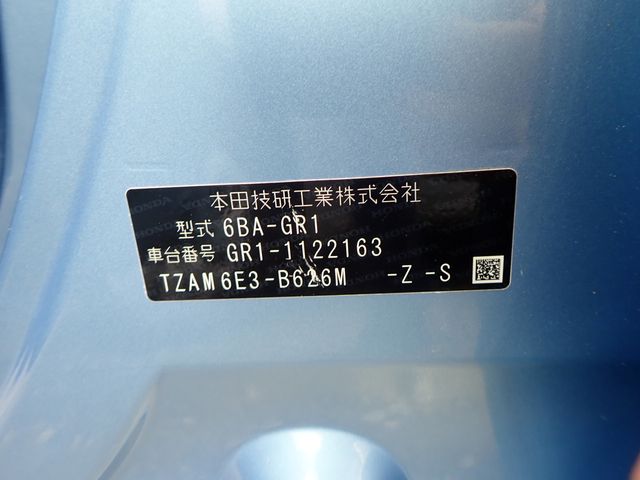 本田技研工業株式会社
型式 6BA-GR1
車台番号 GR1-1122163
TZAM6E3-B626M -Z -S